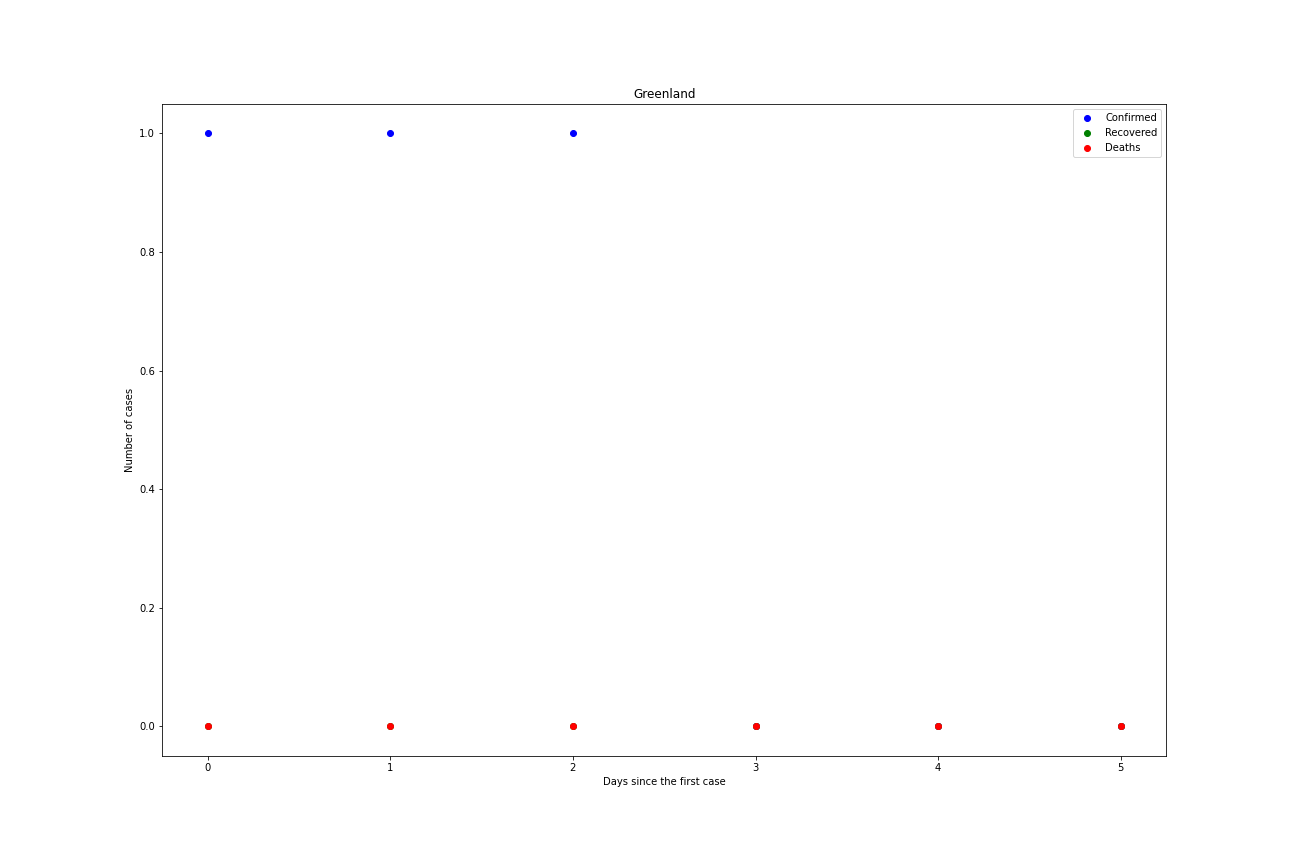 Greenland
Confirmed
Recovered
Deaths
1.0
0.8
0.6
0.4
0.2
0.0
Number of cases
0 1 2 3 4 5
Days since the first case